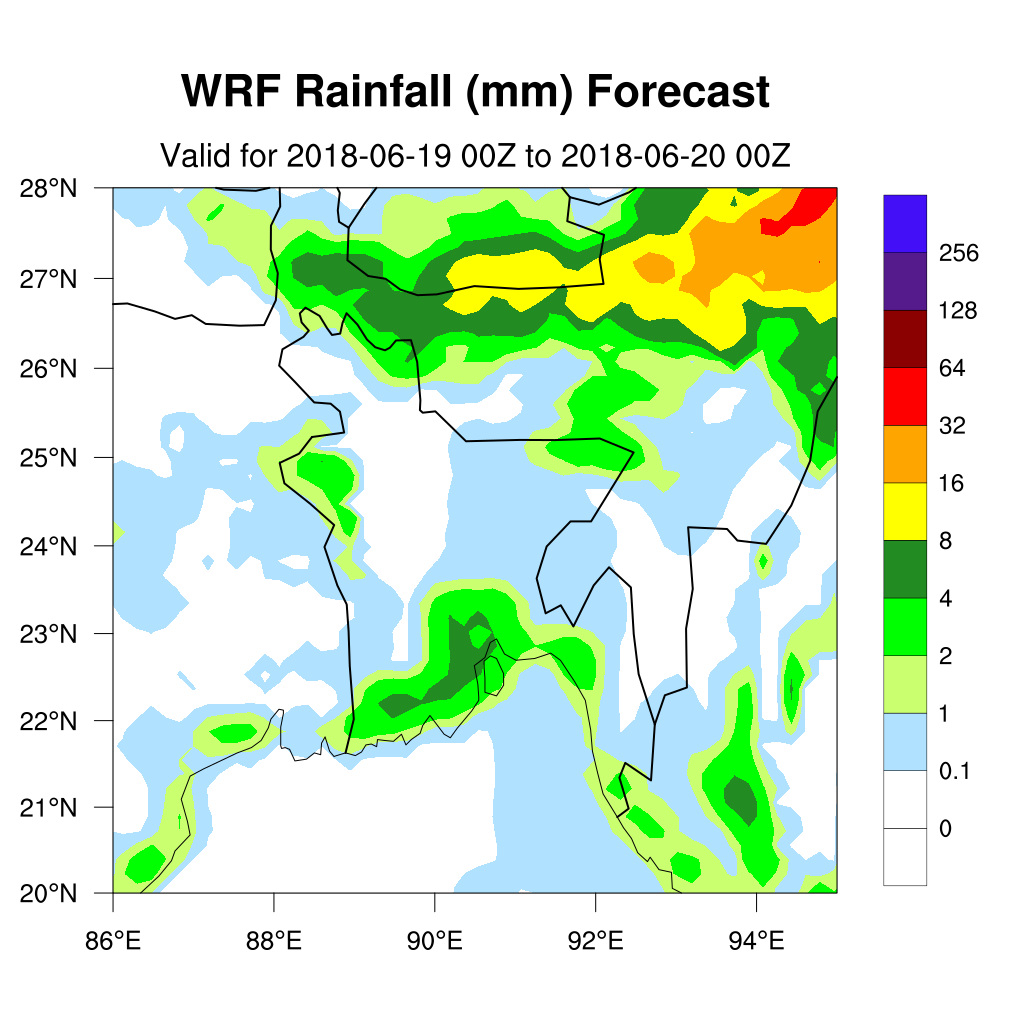 WRF Rainfall (mm) Forecast
Valid for 2018-06-19 00Z to 2018-06-20 00Z
28°N
27°N
26°N
25°N
24°N
23°N
22°N
21°N
20°N
86°E 88°E 90°E 92°E 94°E
256
128
64
32
16
8
4
2
1
0.1
0